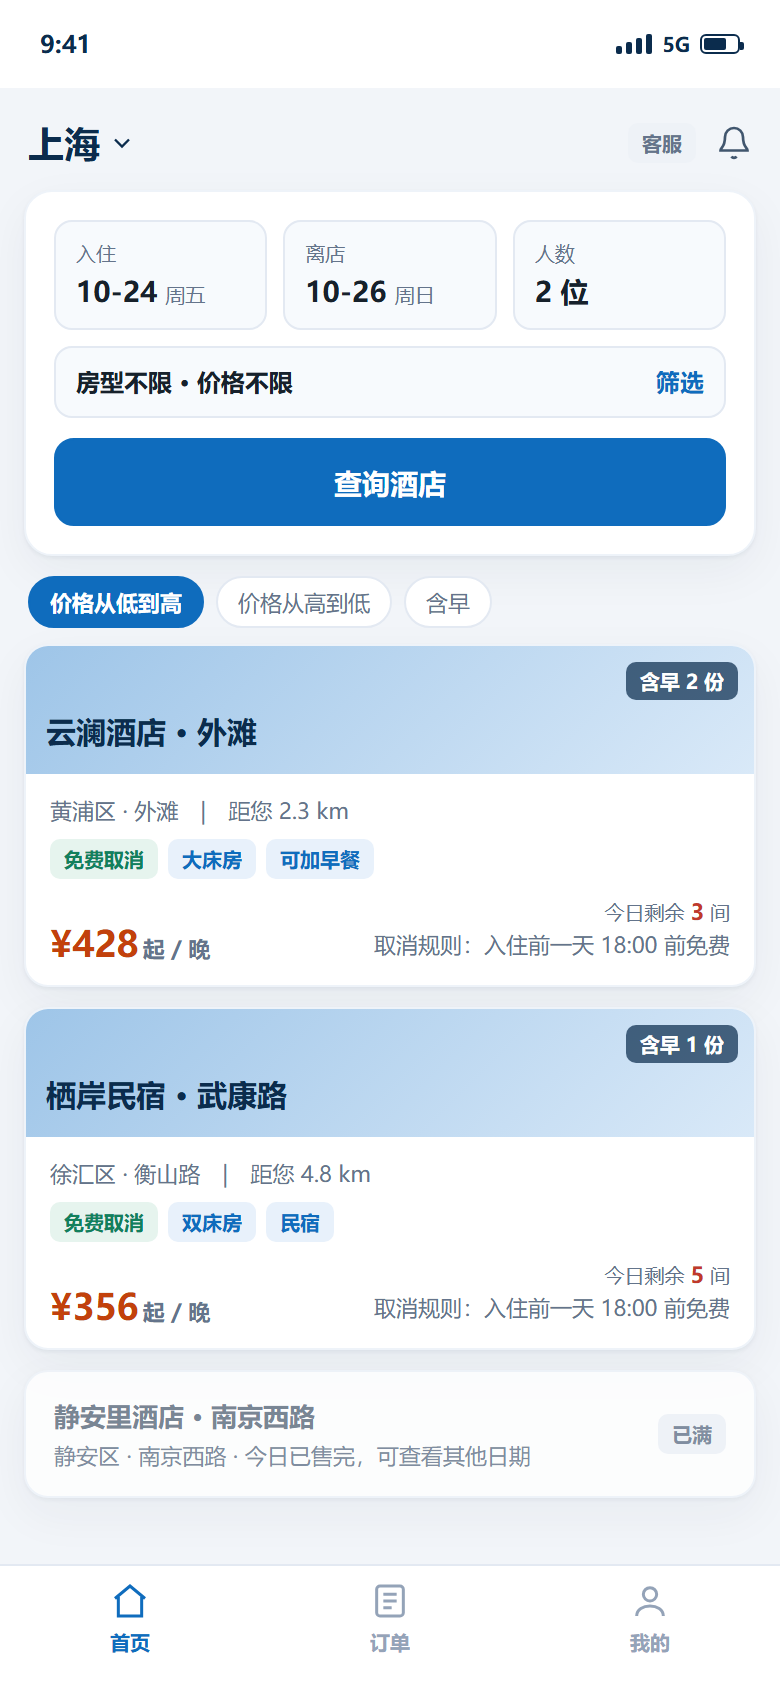 9:41 5G
上海 客服
入住 离店 人数
10-24 周五 10-26 周日 2 位
房型不限 · 价格不限 筛选
查询酒店
价格从低到高 价格从高到低 含早
含早 2 份
云澜酒店 · 外滩
黄浦区 · 外滩 | 距您 2.3 km
免费取消 大床房 可加早餐
今日剩余 3 间
¥428 起 / 晚 取消规则：入住前一天 18:00 前免费
含早 1 份
栖岸民宿 · 武康路
徐汇区 · 衡山路 | 距您 4.8 km
免费取消 双床房 民宿
今日剩余 5 间
¥356 起 / 晚 取消规则：入住前一天 18:00 前免费
静安里酒店 · 南京西路
静安区 · 南京西路 · 今日已售完，可查看其他日期 已满
首页 订单 我的